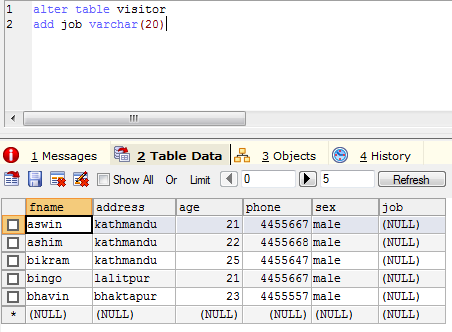 1 alter table visitor
2 add job varchar(20)
1 Messages 2 Table Data 3 Objects 4 History
Show All Or Limit 0 5 Refresh
fname address age phone sex job
aswin kathmandu 21 4455667 male (NULL)
ashim kathmandu 22 4455668 male (NULL)
bikram kathmandu 25 4455647 male (NULL)
bingo lalitpur 21 4455667 male (NULL)
bhavin bhaktapur 23 4455557 male (NULL)
* (NULL) (NULL) (NULL) (NULL) (NULL) (NULL)